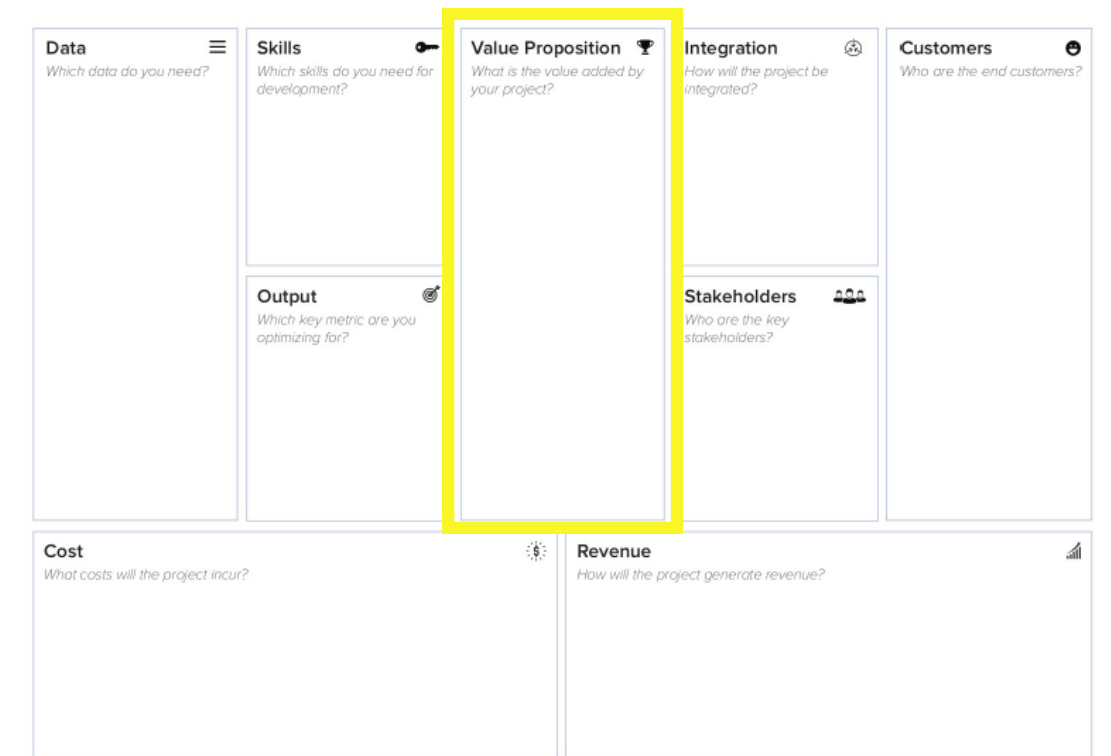 Data
Which data do you need?
Skills
Which skills do you need for
development?
Value Proposition
What is the value added by
your project?
Integration
How will the project be
integrated?
Customers
Who are the end customers?
Output
Which key metric are you
optimizing for?
Stakeholders
Who are the key
stakeholders?
Cost
What costs will the project incur?
Revenue
How will the project generate revenue?